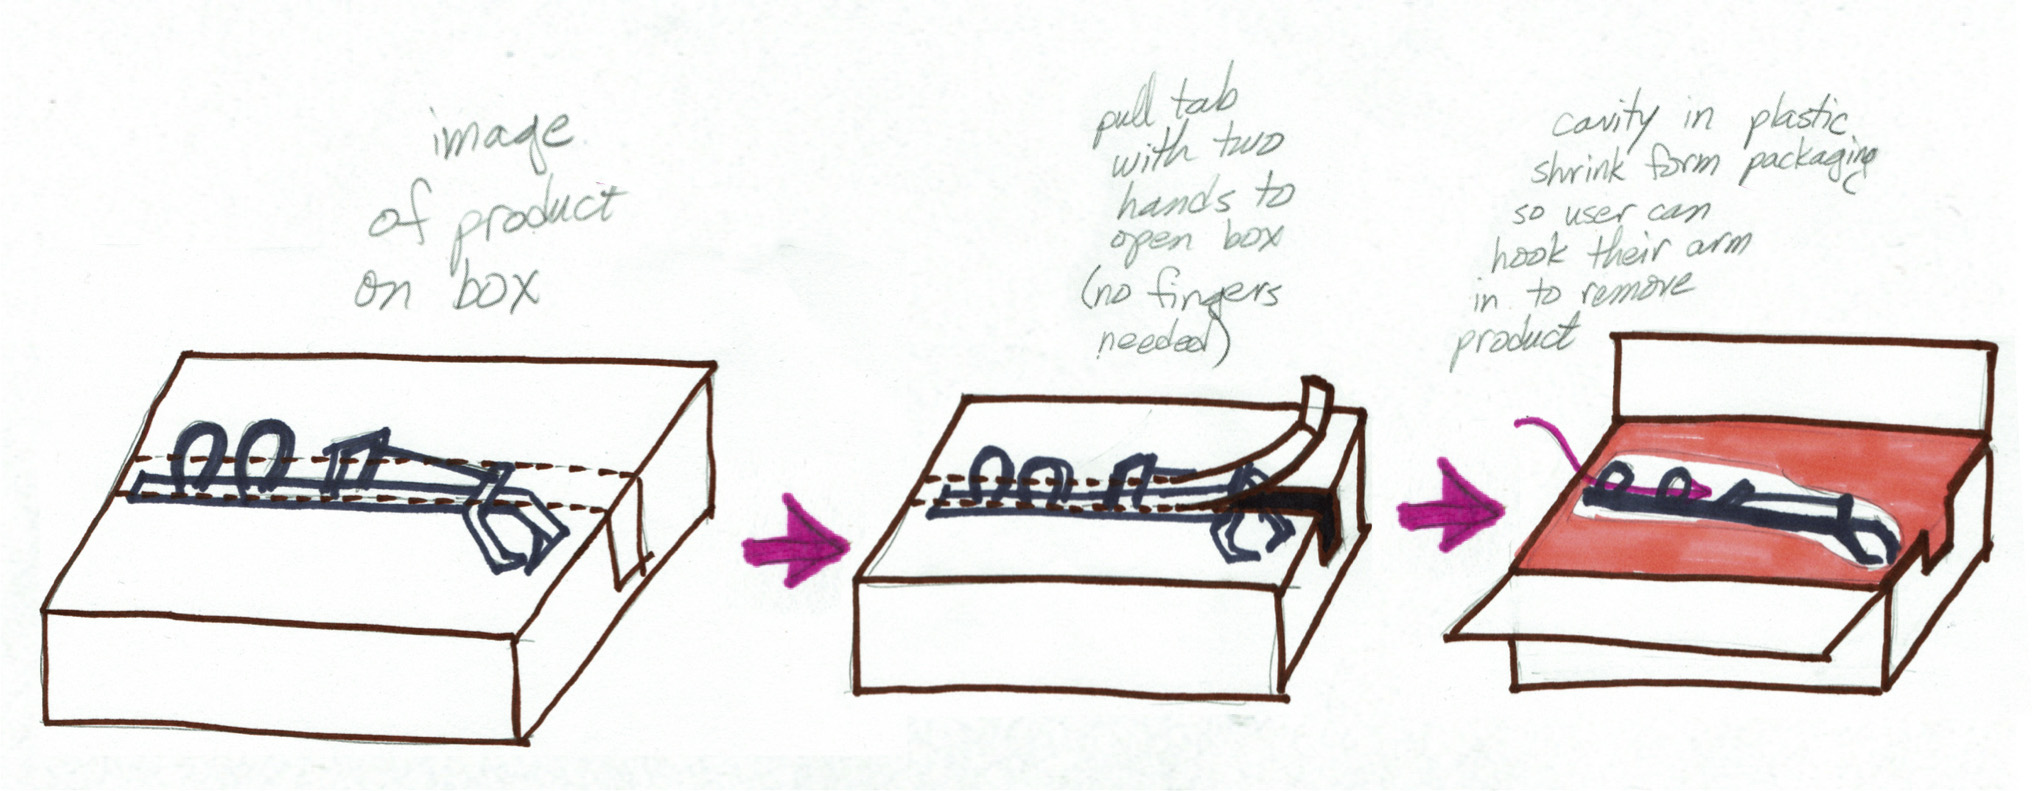 image
of product
on box
pull tab
with two
hands to
open box
(no fingers
needed)
cavity in plastic
shrink form packaging
so user can
hook their arm
in to remove
product